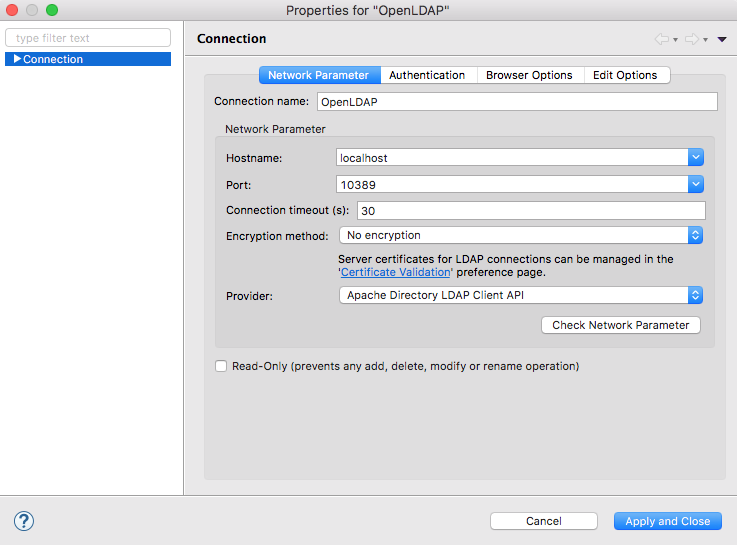 Properties for "OpenLDAP"
type filter text
Connection
Connection
Network Parameter Authentication Browser Options Edit Options
Connection name: OpenLDAP
Network Parameter
Hostname: localhost
Port: 10389
Connection timeout (s): 30
Encryption method: No encryption
Server certificates for LDAP connections can be managed in the
'Certificate Validation' preference page.
Provider: Apache Directory LDAP Client API
Check Network Parameter
Read-Only (prevents any add, delete, modify or rename operation)
? Cancel Apply and Close